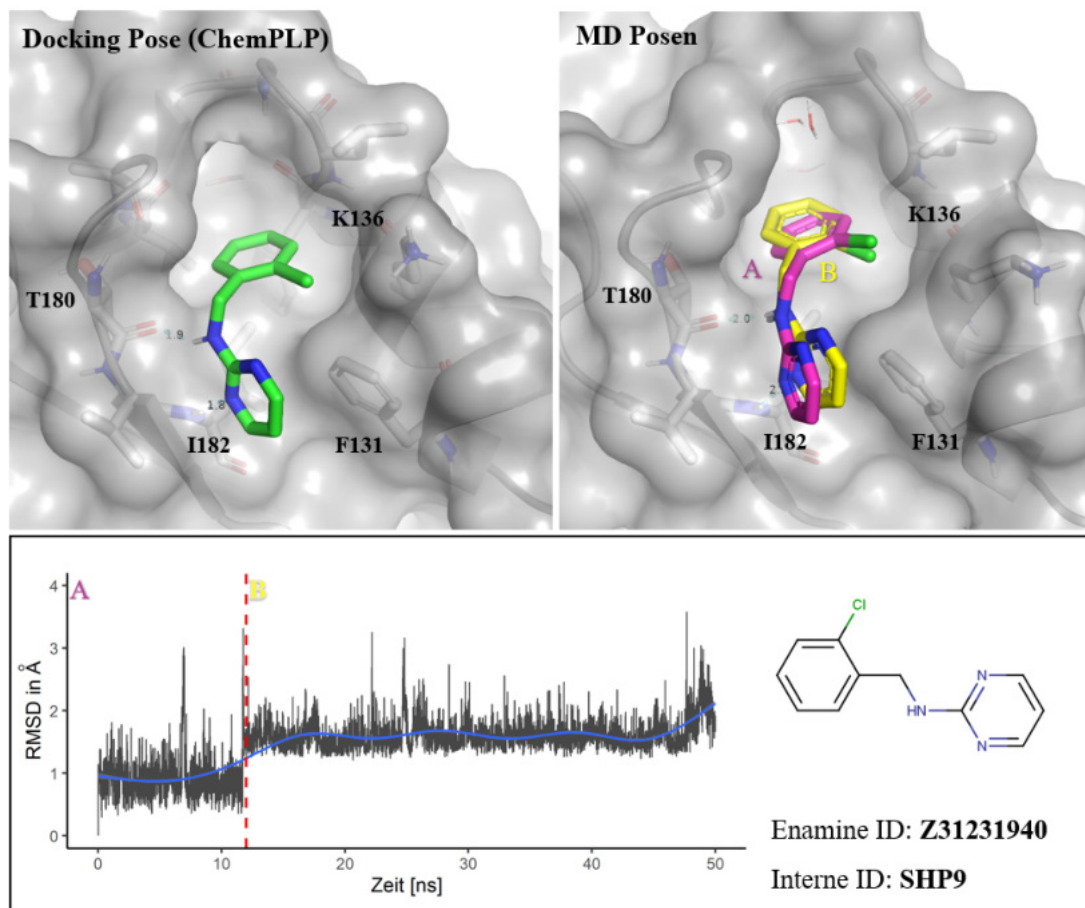 Docking Pose (ChemPLP)
K136
T180
1.9
1.8
I182
F131
MD Posen
K136
A
B
T180
2.0
2.
I182
F131
A
B
4
3
2
1
0
RMSD in Å
0
10
20
30
40
50
Zeit [ns]
Cl
N
HN
N
Enamine ID: Z31231940
Interne ID: SHP9